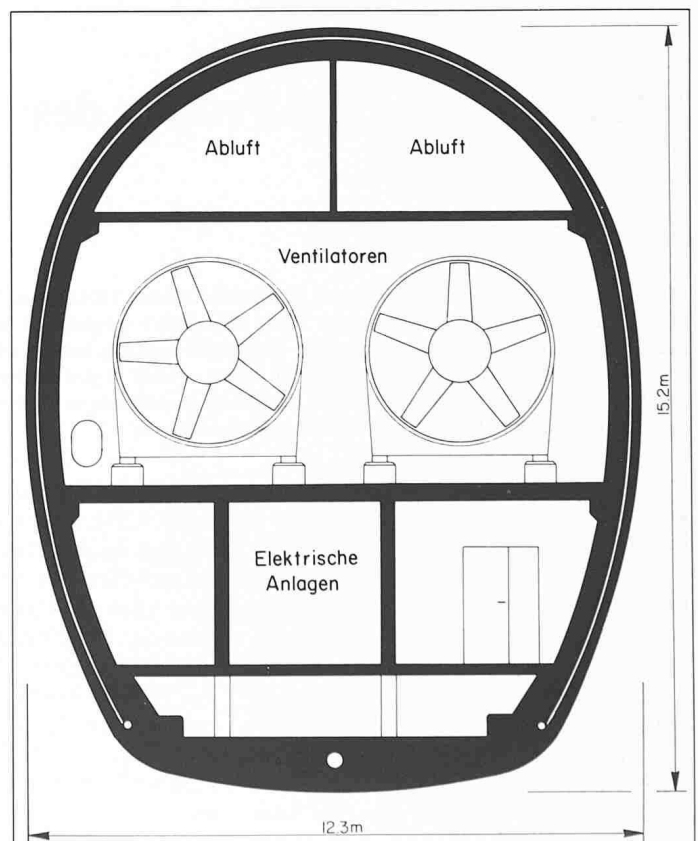 Abluft
Abluft
Ventilatoren
15.2m
Elektrische
Anlagen
12.3m